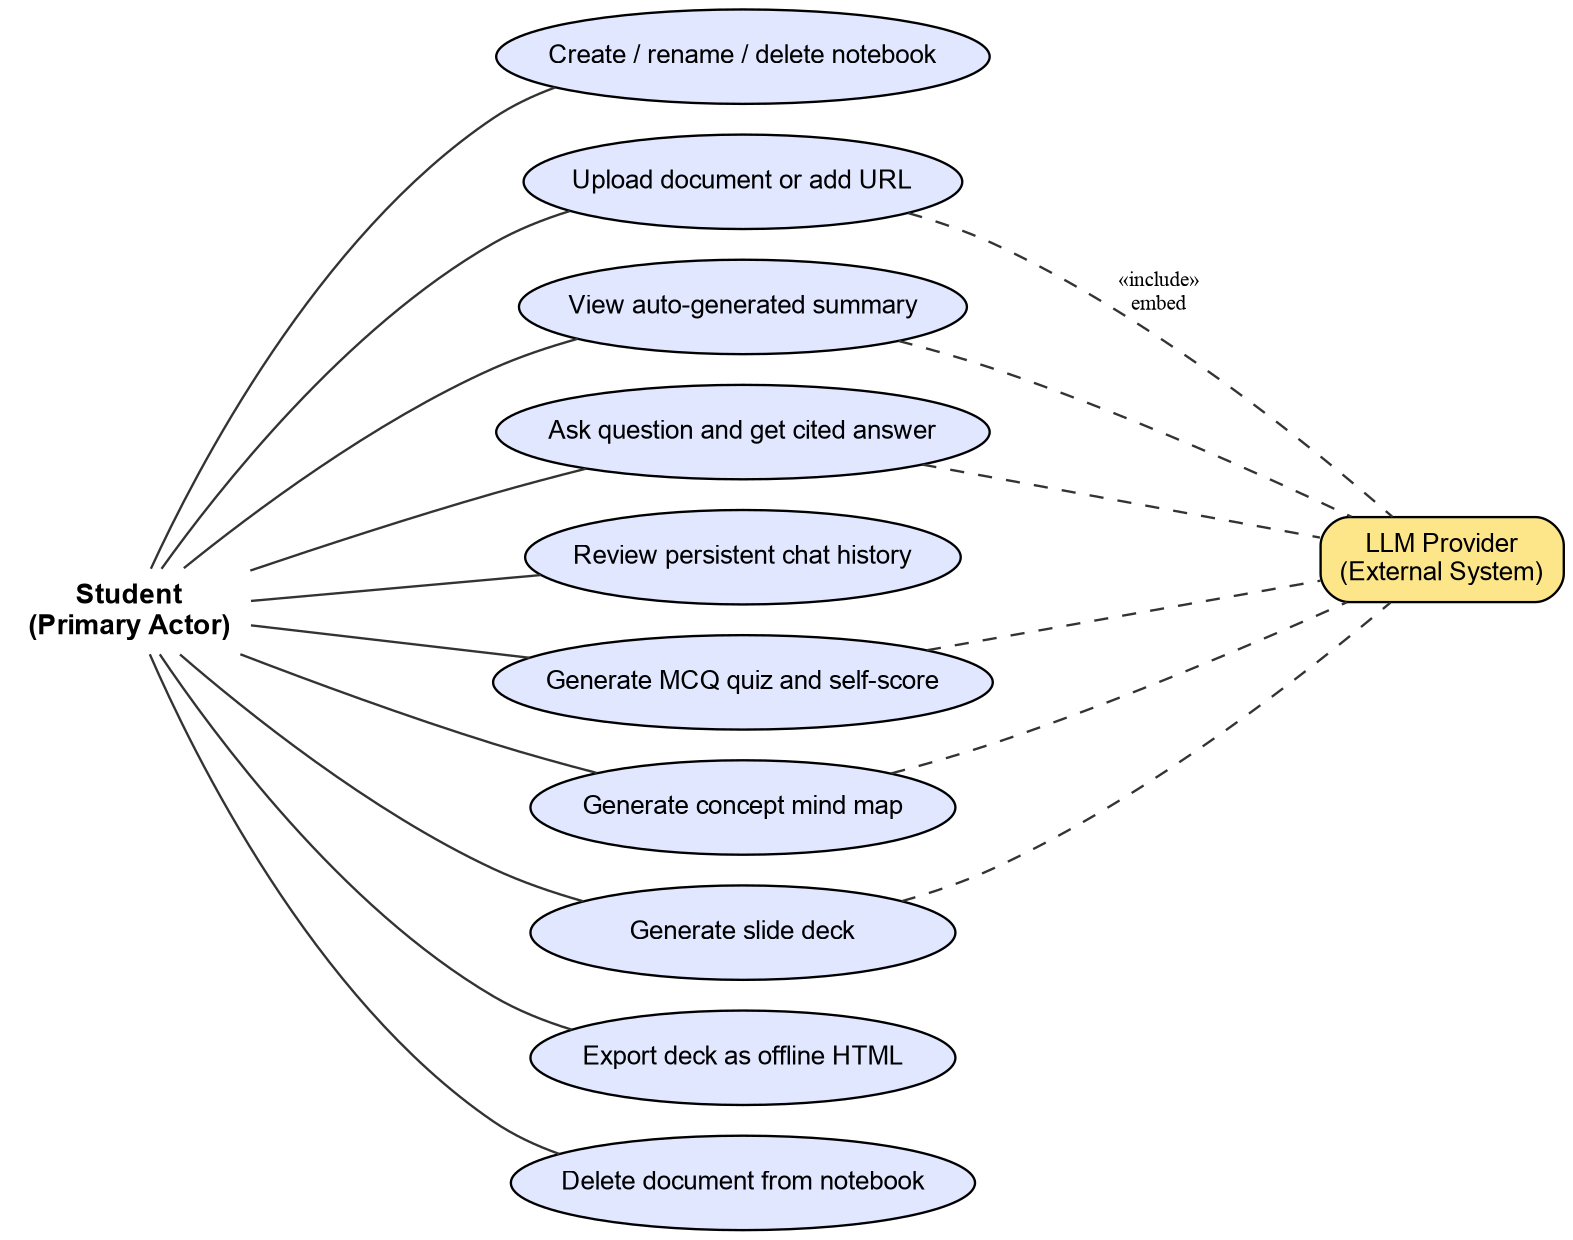 Create / rename / delete notebook
Upload document or add URL
«include»
embed
View auto-generated summary
Ask question and get cited answer
LLM Provider
(External System)
Review persistent chat history
Student
(Primary Actor)
Generate MCQ quiz and self-score
Generate concept mind map
Generate slide deck
Export deck as offline HTML
Delete document from notebook